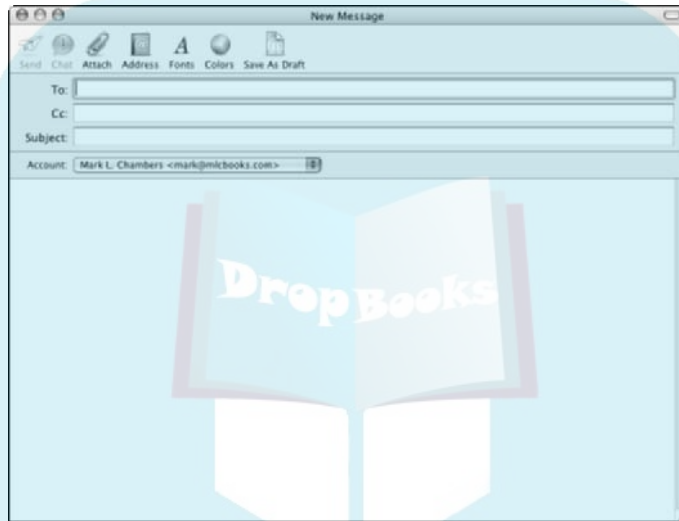 New Message
Send Chat Attach Address Fonts Colors Save As Draft
To:
Cc:
Subject:
Account: Mark L. Chambers <mark@mlcbooks.com>
DropBooks